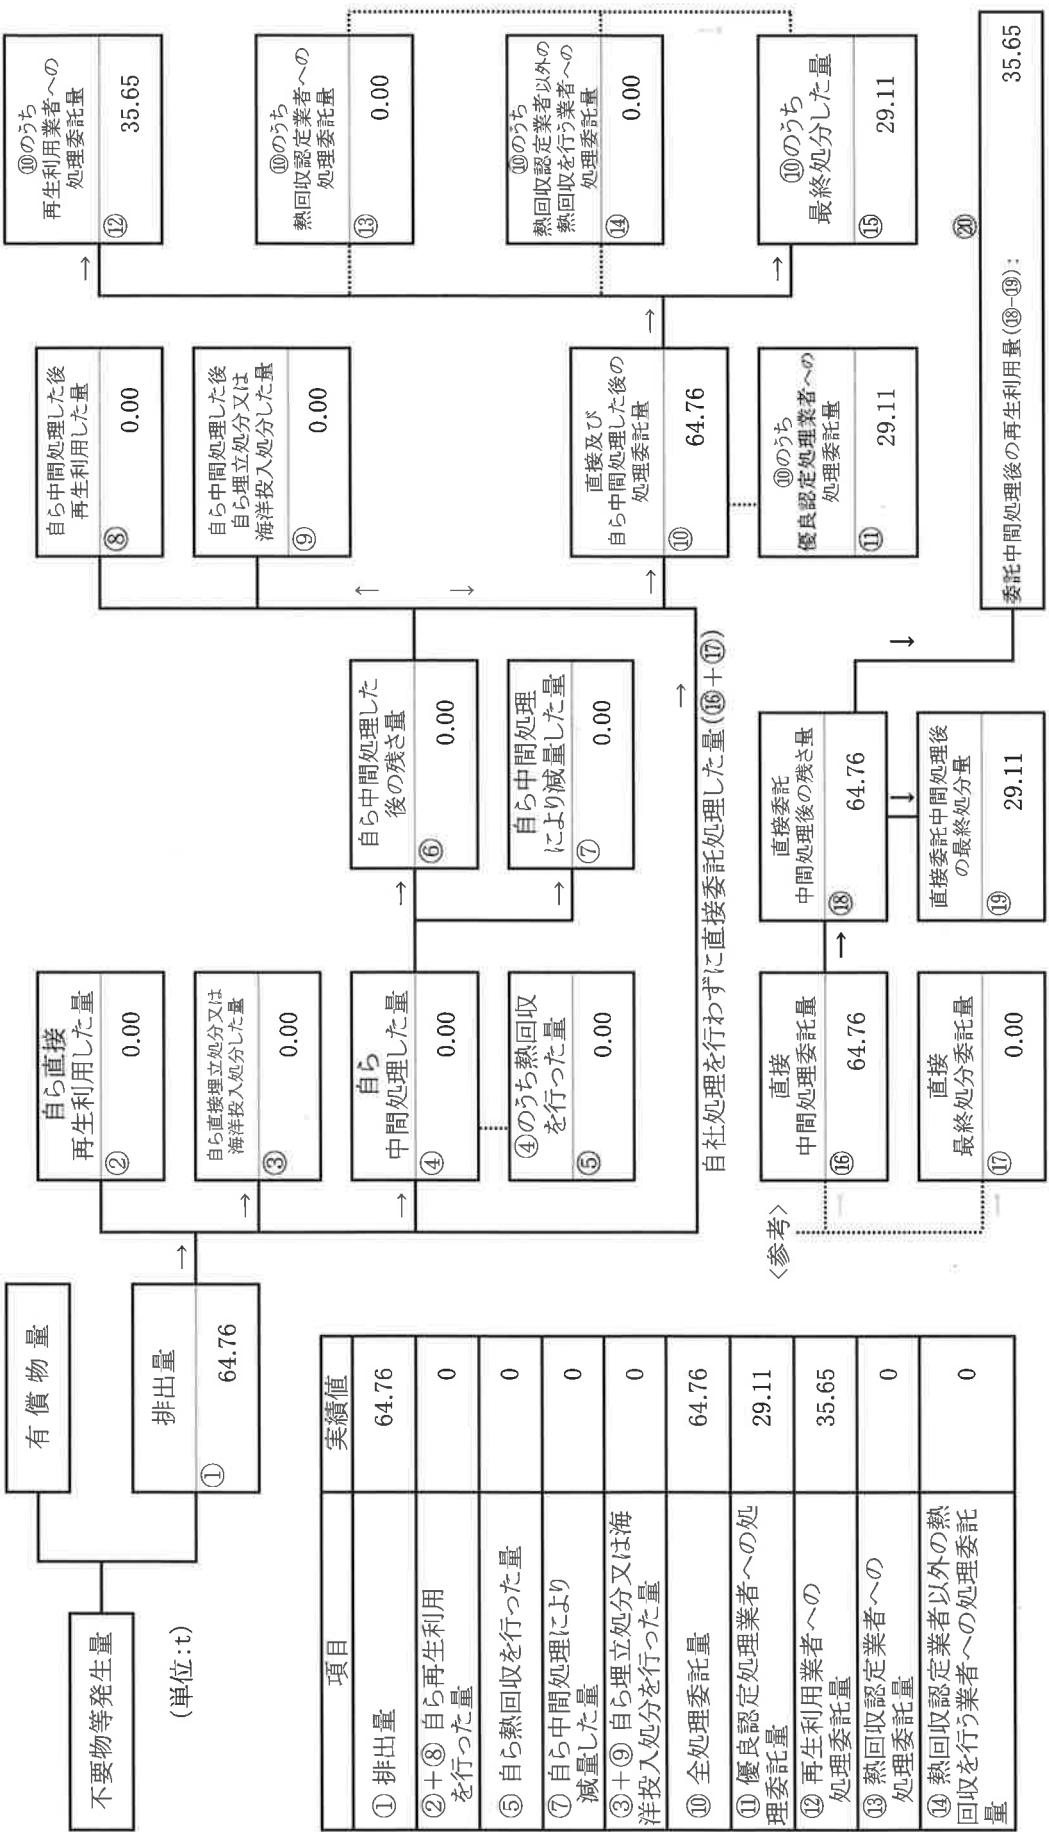 不要物等発生量
(単位:t)
有償物量
排出量
①
64.76
→
自ら直接
再生利用した量
②
0.00
→
自ら直接埋立処分又は
海洋投入処分した量
③
0.00
→
自ら
中間処理した量
④
0.00
④のうち熱回収
を行った量
⑤
0.00
→
自ら中間処理した
後の残さ量
⑥
0.00
→
自ら中間処理
により減量した量
⑦
0.00
自ら中間処理した後
再生利用した量
⑧
0.00
自ら中間処理した後
自ら埋立処分又は
海洋投入処分した量
⑨
0.00
↑
↓
→
直接及び
自ら中間処理した後の
処理委託量
⑩
64.76
⑩のうち
優良認定処理業者への
処理委託量
⑪
29.11
→
→
⑩のうち
再生利用業者への
処理委託量
⑫
35.65
⑩のうち
熱回収認定業者への
処理委託量
⑬
0.00
⑩のうち
熱回収認定業者以外の
熱回収を行う業者への
処理委託量
⑭
0.00
→
⑩のうち
最終処分した量
⑮
29.11
自社処理を行わずに直接委託処理した量(⑯+⑰)
→
<参考>
→
直接
中間処理委託量
⑯
64.76
→
直接
最終処分委託量
⑰
0.00
→
直接委託
中間処理後の残さ量
⑱
64.76
↓
直接委託中間処理後
の最終処分量
⑲
29.11
↓
⑳
委託中間処理後の再生利用量(⑱-⑲):
35.65
項目
実績値
① 排出量
64.76
②+⑧ 自ら再生利用
を行った量
0
⑤ 自ら熱回収を行った量
0
⑦ 自ら中間処理により
減量した量
0
③+⑨ 自ら埋立処分又は海
洋投入処分を行った量
0
⑩ 全処理委託量
64.76
⑪ 優良認定処理業者への処
理委託量
29.11
⑫ 再生利用業者への
処理委託量
35.65
⑬ 熱回収認定業者への
処理委託量
0
⑭ 熱回収認定業者以外の熱
回収を行う業者への処理委託
量
0